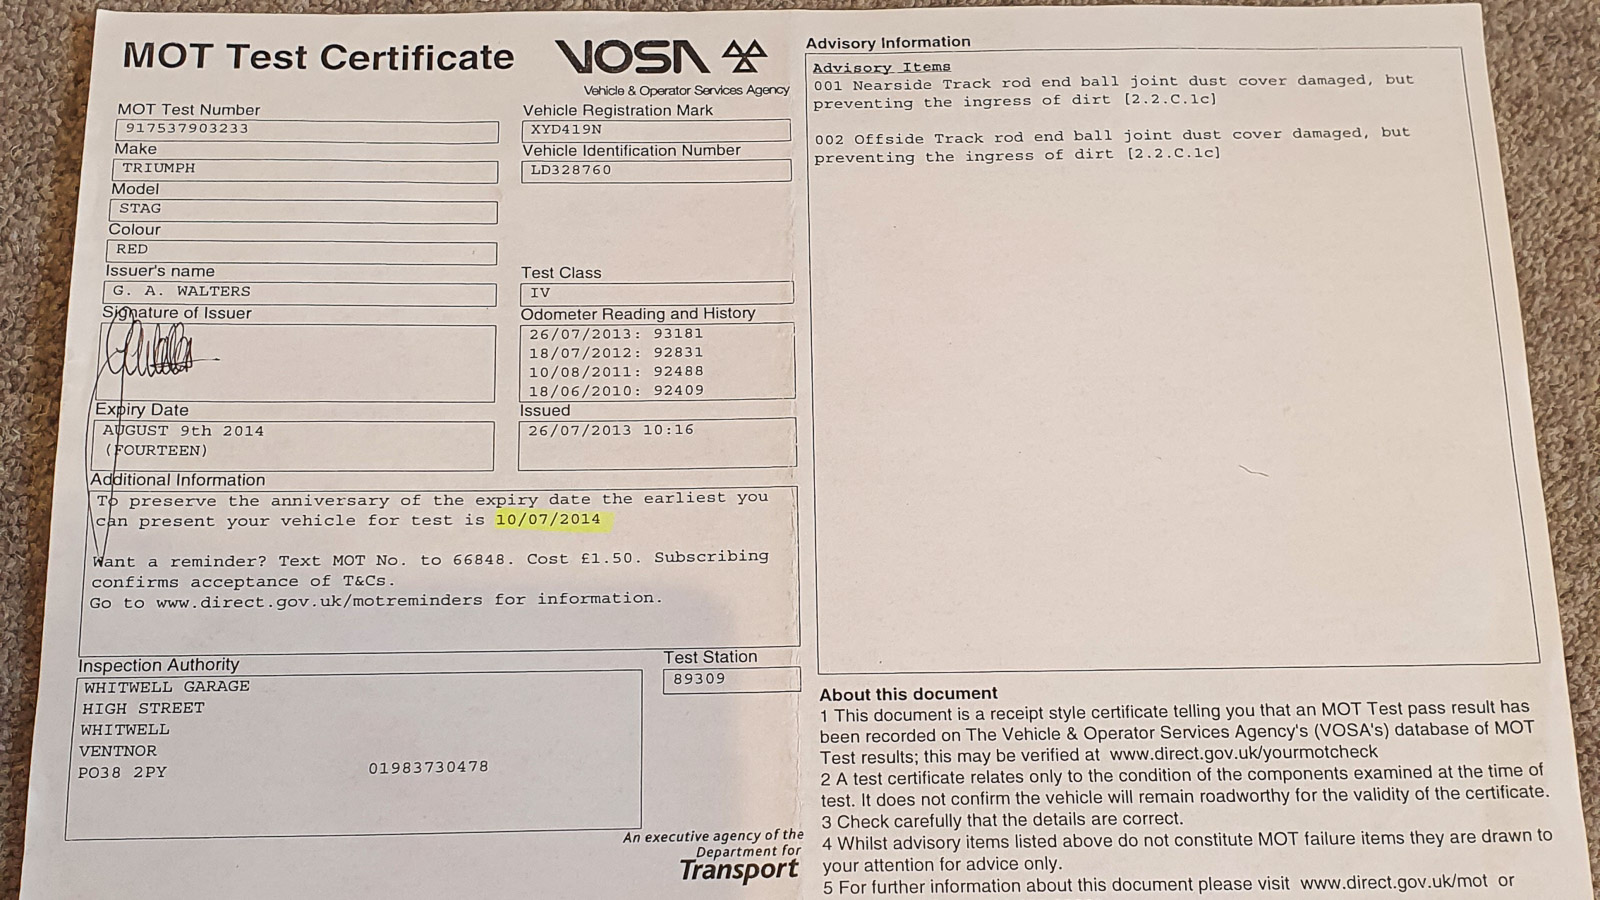 MOT Test Certificate
VOSA
Vehicle & Operator Services Agency
MOT Test Number
917537903233
Vehicle Registration Mark
XYD419N
Make
TRIUMPH
Vehicle Identification Number
LD328760
Model
STAG
Colour
RED
Issuer's name
G. A. WALTERS
Test Class
IV
Signature of Issuer
Odometer Reading and History
26/07/2013: 93181
18/07/2012: 92831
10/08/2011: 92488
18/06/2010: 92409
Expiry Date
AUGUST 9th 2014
(FOURTEEN)
Issued
26/07/2013 10:16
Additional Information
To preserve the anniversary of the expiry date the earliest you
can present your vehicle for test is 10/07/2014
Want a reminder? Text MOT No. to 66848. Cost £1.50. Subscribing
confirms acceptance of T&Cs.
Go to www.direct.gov.uk/motreminders for information.
Inspection Authority
WHITWELL GARAGE
HIGH STREET
WHITWELL
VENTNOR
PO38 2PY 01983730478
Test Station
89309
An executive agency of the
Department for
Transport
Advisory Information
Advisory Items
001 Nearside Track rod end ball joint dust cover damaged, but
preventing the ingress of dirt [2.2.C.1c]
002 Offside Track rod end ball joint dust cover damaged, but
preventing the ingress of dirt [2.2.C.1c]
About this document
1 This document is a receipt style certificate telling you that an MOT Test pass result has
been recorded on The Vehicle & Operator Services Agency's (VOSA's) database of MOT
Test results; this may be verified at www.direct.gov.uk/yourmotcheck
2 A test certificate relates only to the condition of the components examined at the time of
test. It does not confirm the vehicle will remain roadworthy for the validity of the certificate.
3 Check carefully that the details are correct.
4 Whilst advisory items listed above do not constitute MOT failure items they are drawn to
your attention for advice only.
5 For further information about this document please visit www.direct.gov.uk/mot or